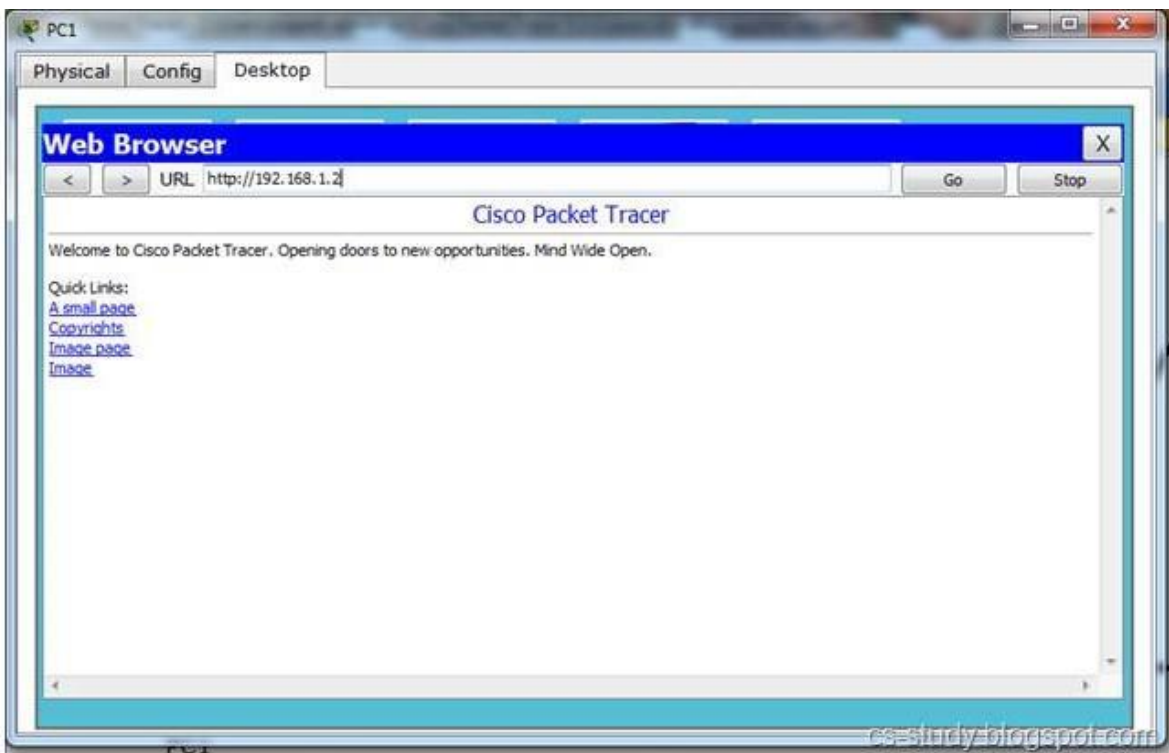 PC1
Physical Config Desktop
Web Browser X
< > URL http://192.168.1.2 Go Stop
Cisco Packet Tracer
Welcome to Cisco Packet Tracer. Opening doors to new opportunities. Mind Wide Open.
Quick Links:
A small page
Copyrights
Image page
Image
PC1
cs-study.blogspot.com